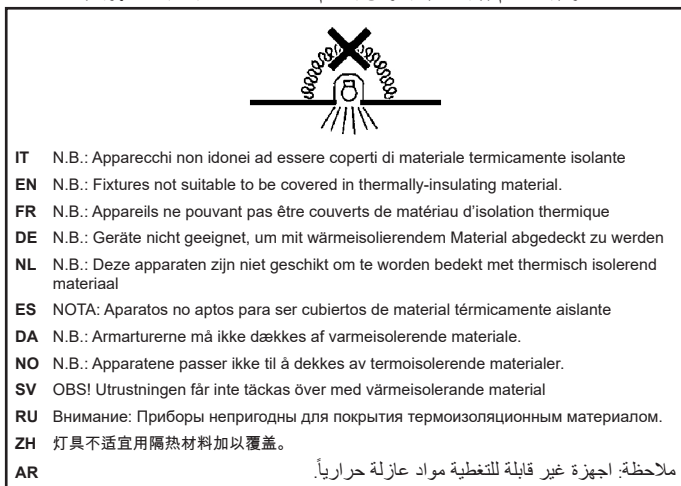 IT N.B.: Apparecchi non idonei ad essere coperti di materiale termicamente isolante
EN N.B.: Fixtures not suitable to be covered in thermally-insulating material.
FR N.B.: Appareils ne pouvant pas être couverts de matériau d’isolation thermique
DE N.B.: Geräte nicht geeignet, um mit wärmeisolierendem Material abgedeckt zu werden
NL N.B.: Deze apparaten zijn niet geschikt om te worden bedekt met thermisch isolerend
materiaal
ES NOTA: Aparatos no aptos para ser cubiertos de material térmicamente aislante
DA N.B.: Armarturerne må ikke dækkes af varmeisolerende materiale.
NO N.B.: Apparatene passer ikke til å dekkes av termoisolerende materialer.
SV OBS! Utrustningen får inte täckas över med värmeisolerande material
RU Внимание: Приборы непригодны для покрытия термоизоляционным материалом.
ZH 灯具不适宜用隔热材料加以覆盖。
AR ملاحظة: اجهزة غير قابلة للتغطية مواد عازلة حرارياً.